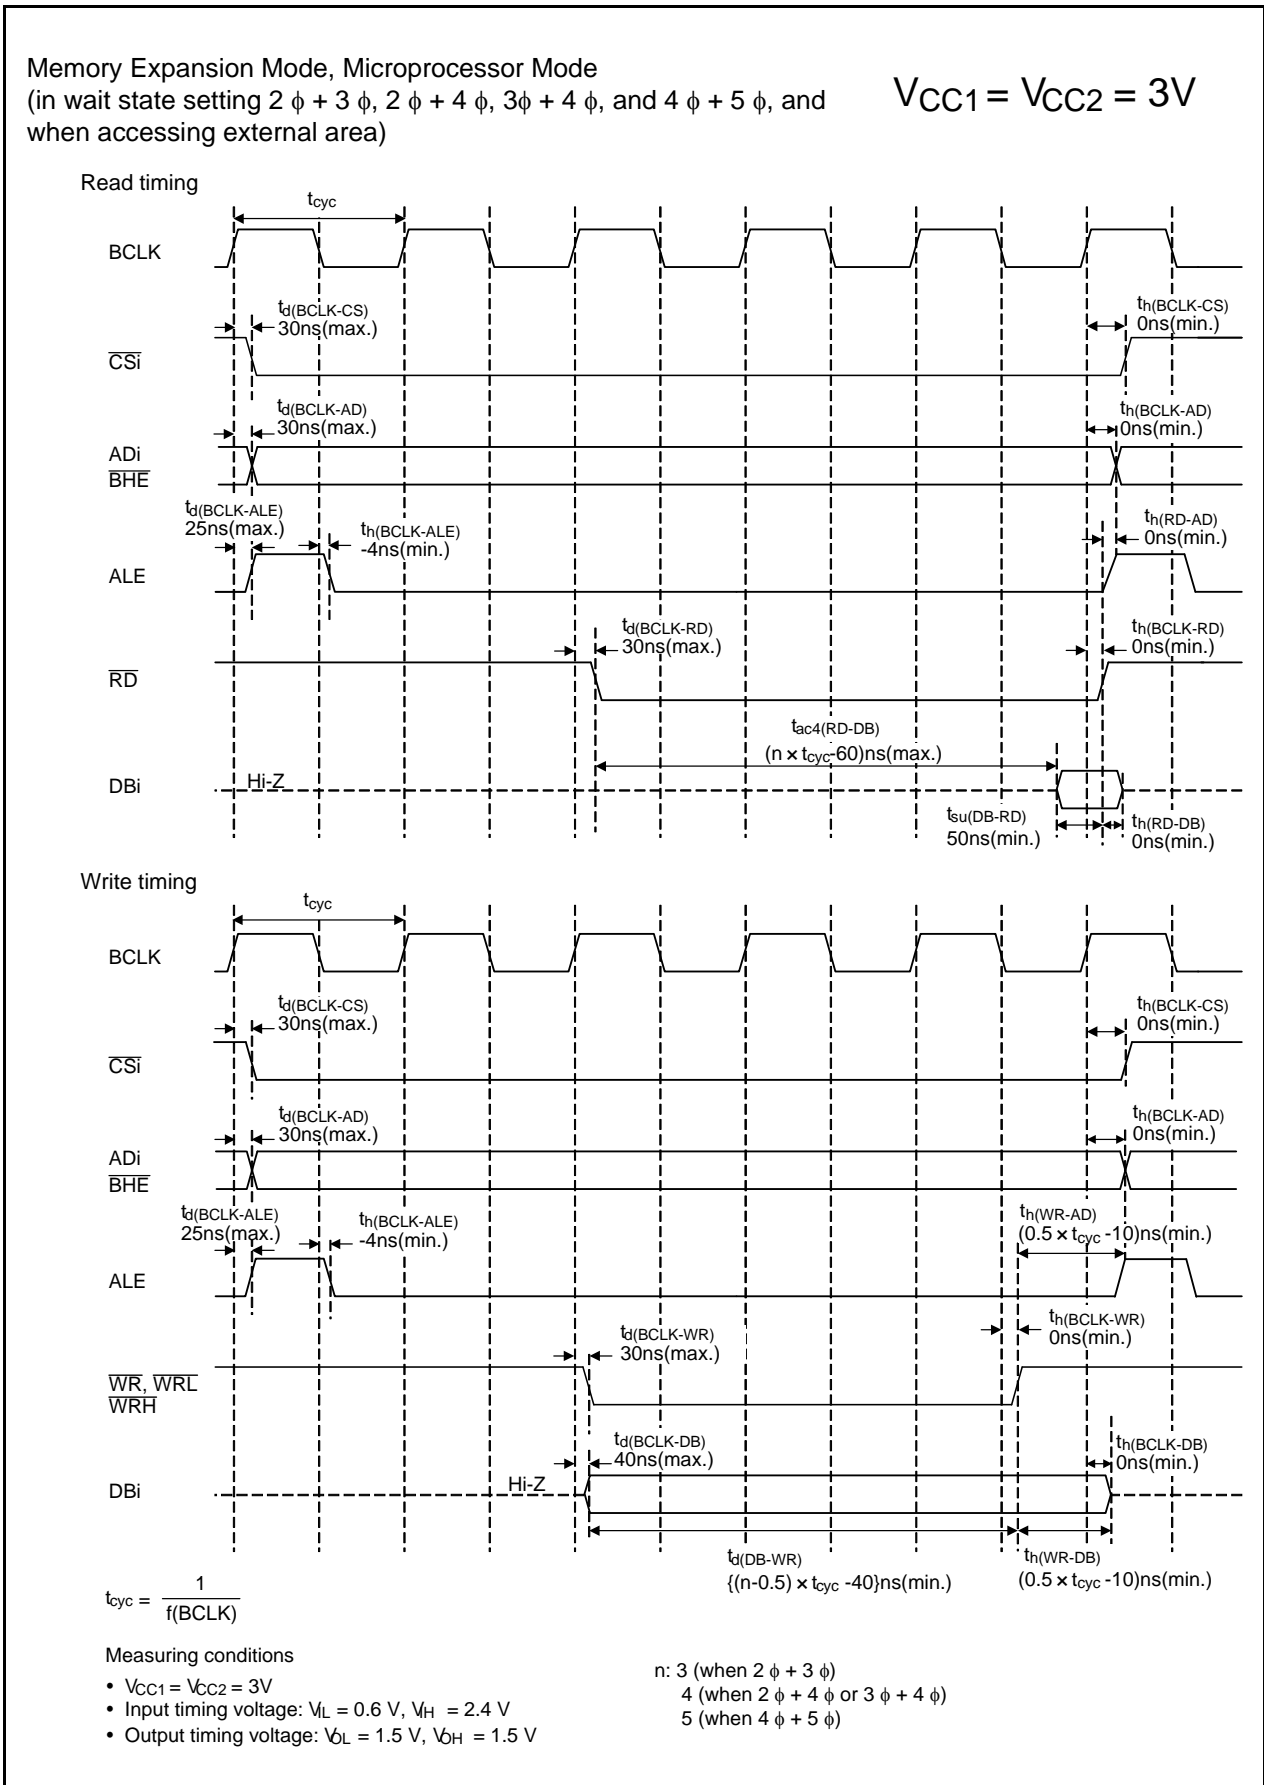 Memory Expansion Mode, Microprocessor Mode
(in wait state setting 2 ϕ + 3 ϕ, 2 ϕ + 4 ϕ, 3ϕ + 4 ϕ, and 4 ϕ + 5 ϕ, and
when accessing external area)
VCC1 = VCC2 = 3V
Read timing
tcyc
BCLK
td(BCLK-CS)
30ns(max.)
th(BCLK-CS)
0ns(min.)
CSi
td(BCLK-AD)
30ns(max.)
th(BCLK-AD)
0ns(min.)
ADi
BHE
td(BCLK-ALE)
25ns(max.)
th(BCLK-ALE)
-4ns(min.)
th(RD-AD)
0ns(min.)
ALE
td(BCLK-RD)
30ns(max.)
th(BCLK-RD)
0ns(min.)
RD
tac4(RD-DB)
(n × tcyc-60)ns(max.)
Hi-Z
DBi
tsu(DB-RD)
50ns(min.)
th(RD-DB)
0ns(min.)
Write timing
tcyc
BCLK
td(BCLK-CS)
30ns(max.)
th(BCLK-CS)
0ns(min.)
CSi
td(BCLK-AD)
30ns(max.)
th(BCLK-AD)
0ns(min.)
ADi
BHE
td(BCLK-ALE)
25ns(max.)
th(BCLK-ALE)
-4ns(min.)
th(WR-AD)
(0.5 × tcyc -10)ns(min.)
ALE
td(BCLK-WR)
30ns(max.)
th(BCLK-WR)
0ns(min.)
WR, WRL
WRH
td(BCLK-DB)
40ns(max.)
th(BCLK-DB)
0ns(min.)
Hi-Z
DBi
td(DB-WR)
{(n-0.5) × tcyc -40}ns(min.)
th(WR-DB)
(0.5 × tcyc -10)ns(min.)
tcyc = 1
f(BCLK)
Measuring conditions
• VCC1 = VCC2 = 3V
• Input timing voltage: VIL = 0.6 V, VIH = 2.4 V
• Output timing voltage: VOL = 1.5 V, VOH = 1.5 V
n: 3 (when 2 ϕ + 3 ϕ)
4 (when 2 ϕ + 4 ϕ or 3 ϕ + 4 ϕ)
5 (when 4 ϕ + 5 ϕ)